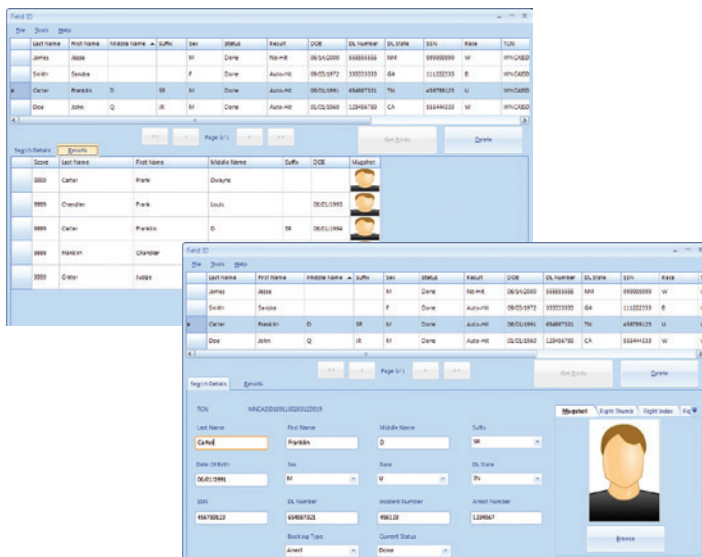 Field ID
File Tools Help
Last Name First Name Middle Name Suffix Sex Status Result DOB DL Number DL State SSN Race TCN
James Jesse M Done No-Hit 06/14/2000 555555555 NM 999999999 W
Smith Sandra F Done Auto-Hit 09/05/1972 333333333 GA 111222333 B
Carter Franklin D SR M Done Auto-Hit 06/01/1991 654987321 TN 456789123 U
Doe John Q JR M Done Auto-Hit 01/01/1960 123456789 CA 555444333 W
Page 1/1
Get Prints Delete
Search Details Results
Score Last Name First Name Middle Name Suffix DOB Mugshot
9999 Carter Frank Dwayne
9999 Chandler Frank Louis 06/01/1993
9999 Carter Franklin D SR 06/01/1994
9999 Franklin Chandler
9999 Crater Judge
Field ID
File Tools Help
Last Name First Name Middle Name Suffix Sex Status Result DOB DL Number DL State SSN Race
James Jesse M Done No-Hit 06/14/2000 555555555 NM 999999999 W
Smith Sandra F Done Auto-Hit 09/05/1972 333333333 GA 111222333 B
Carter Franklin D SR M Done Auto-Hit 06/01/1991 654987321 TN 456789123 U
Doe John Q JR M Done Auto-Hit 01/01/1960 123456789 CA 555444333 W
Page 1/1
Get Prints Delete
Search Details Results
TCN
Mugshot Right Thumb Right Index
Last Name First Name Middle Name Suffix
Carter Franklin D SR
Date Of Birth Sex Race DL State
06/01/1991 M U TN
SSN DL Number Incident Number Arrest Number
456789123 654987321 456123 1234567
Booking Type Current Status
Arrest Done
Browse